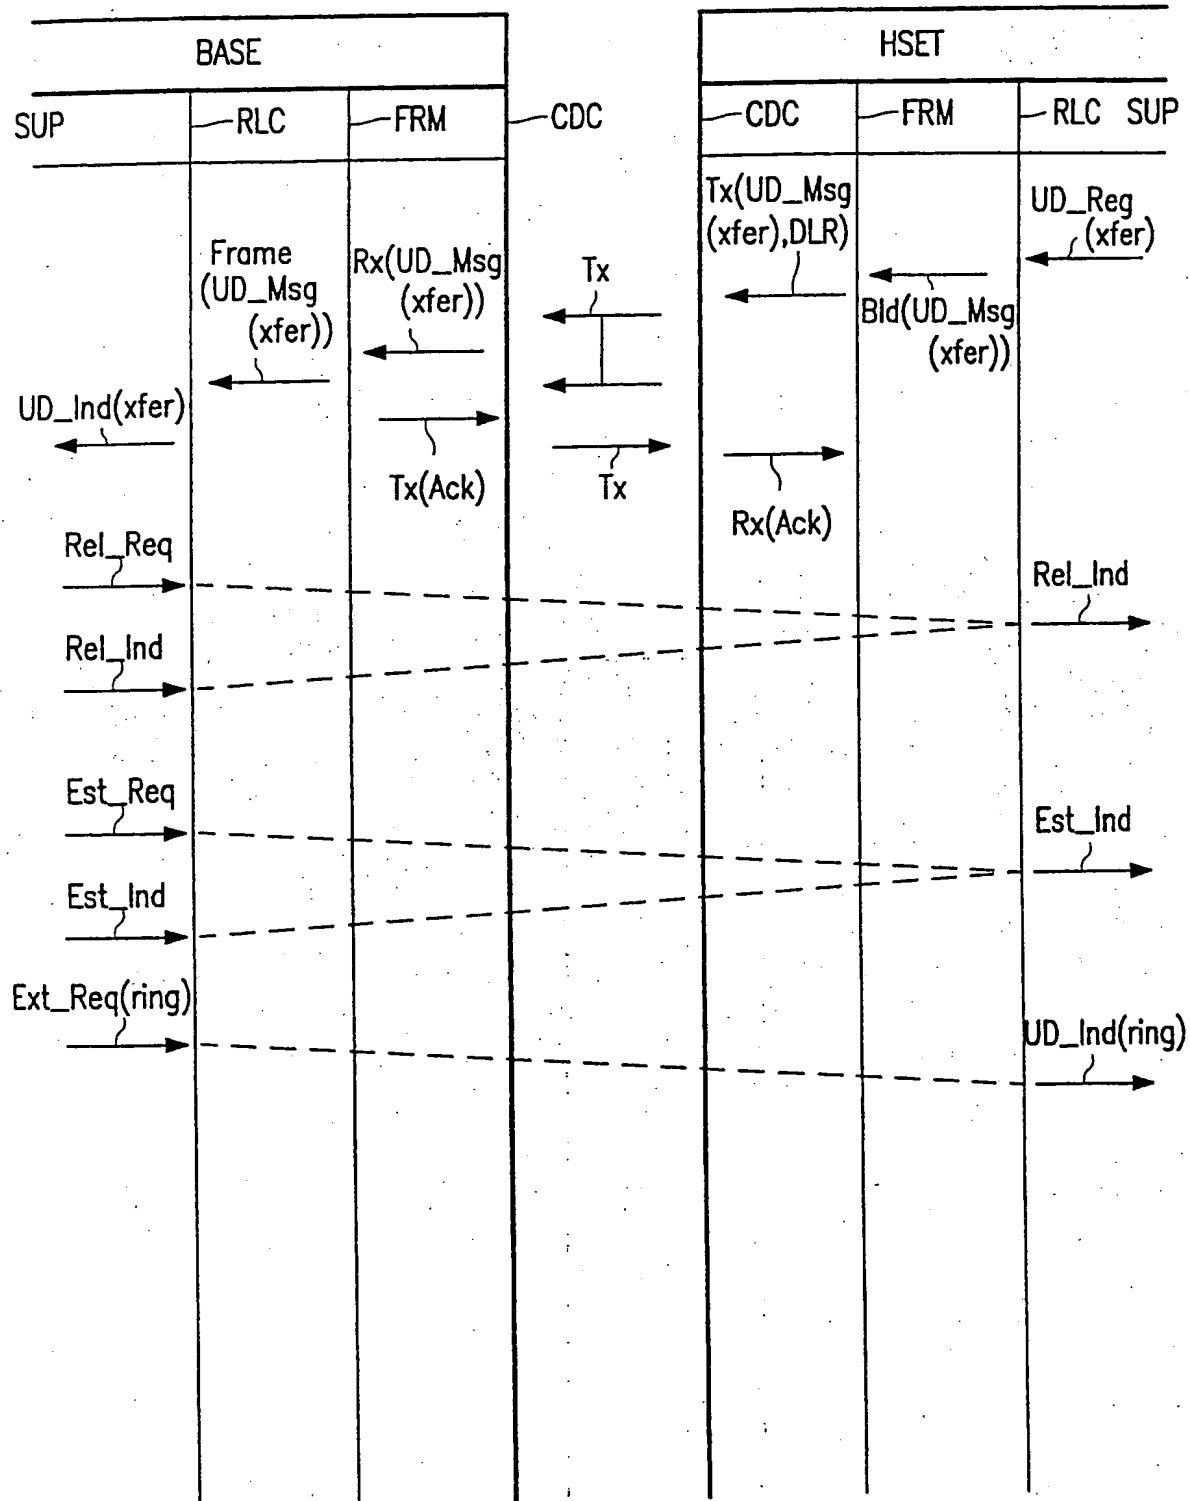 BASE
HSET
SUP
RLC
FRM
CDC
CDC
FRM
RLC
SUP
Tx(UD_Msg
(xfer),DLR)
UD_Reg
(xfer)
Frame
(UD_Msg
(xfer))
Rx(UD_Msg
(xfer))
Tx
Bld(UD_Msg
(xfer))
UD_Ind(xfer)
Tx(Ack)
Tx
Rx(Ack)
Rel_Req
Rel_Ind
Rel_Ind
Est_Req
Est_Ind
Est_Ind
Ext_Req(ring)
UD_Ind(ring)